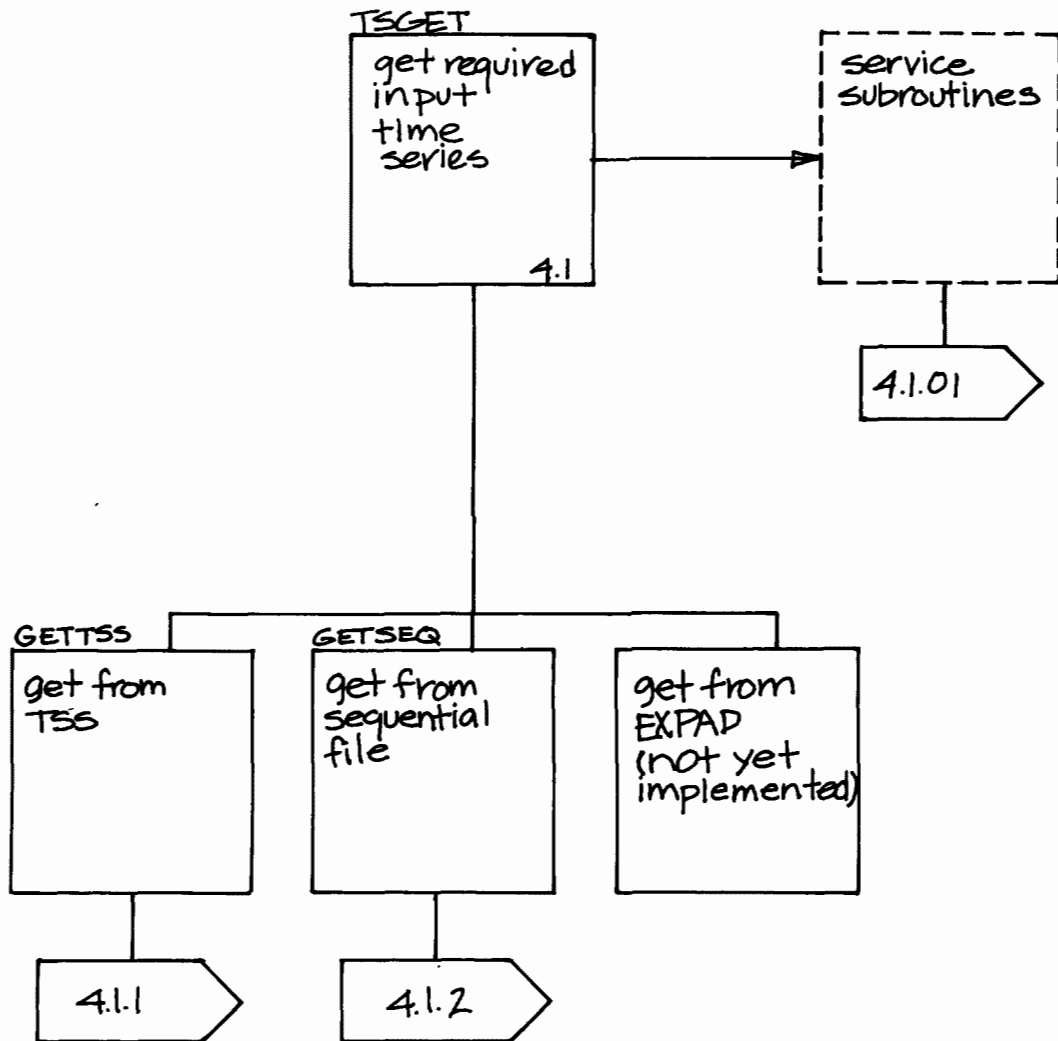 TSGET
get required
input
time
series
4.1
service
subroutines
4.1.01
GETTSS
get from
TSS
4.1.1
GETSEQ
get from
sequential
file
4.1.2
get from
EXPAD
(not yet
implemented)